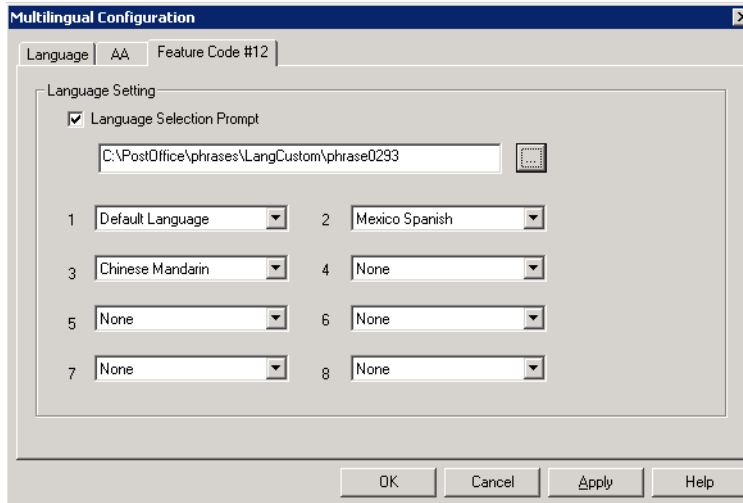 Multilingual Configuration
Language AA Feature Code #12
Language Setting
Language Selection Prompt
C:\PostOffice\phrases\LangCustom\phrase0293 ...
1 Default Language 2 Mexico Spanish
3 Chinese Mandarin 4 None
5 None 6 None
7 None 8 None
OK Cancel Apply Help